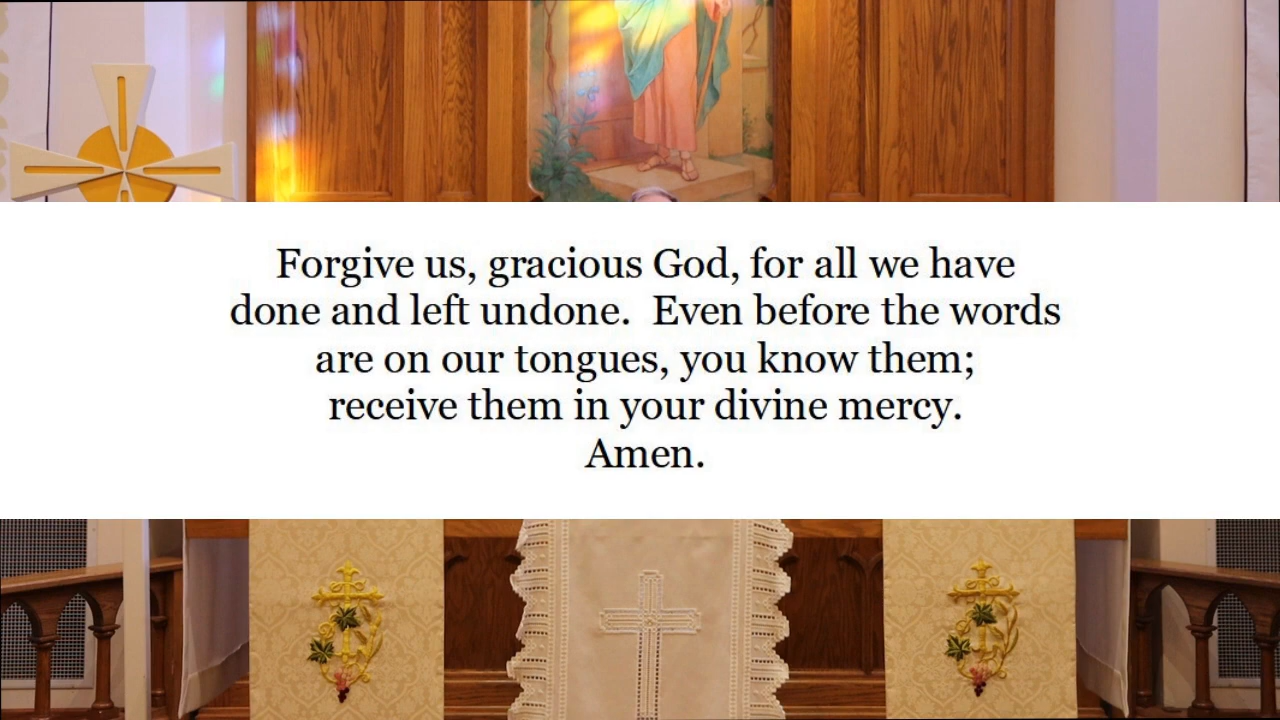 Forgive us, gracious God, for all we have
done and left undone.  Even before the words
are on our tongues, you know them;
receive them in your divine mercy.
Amen.